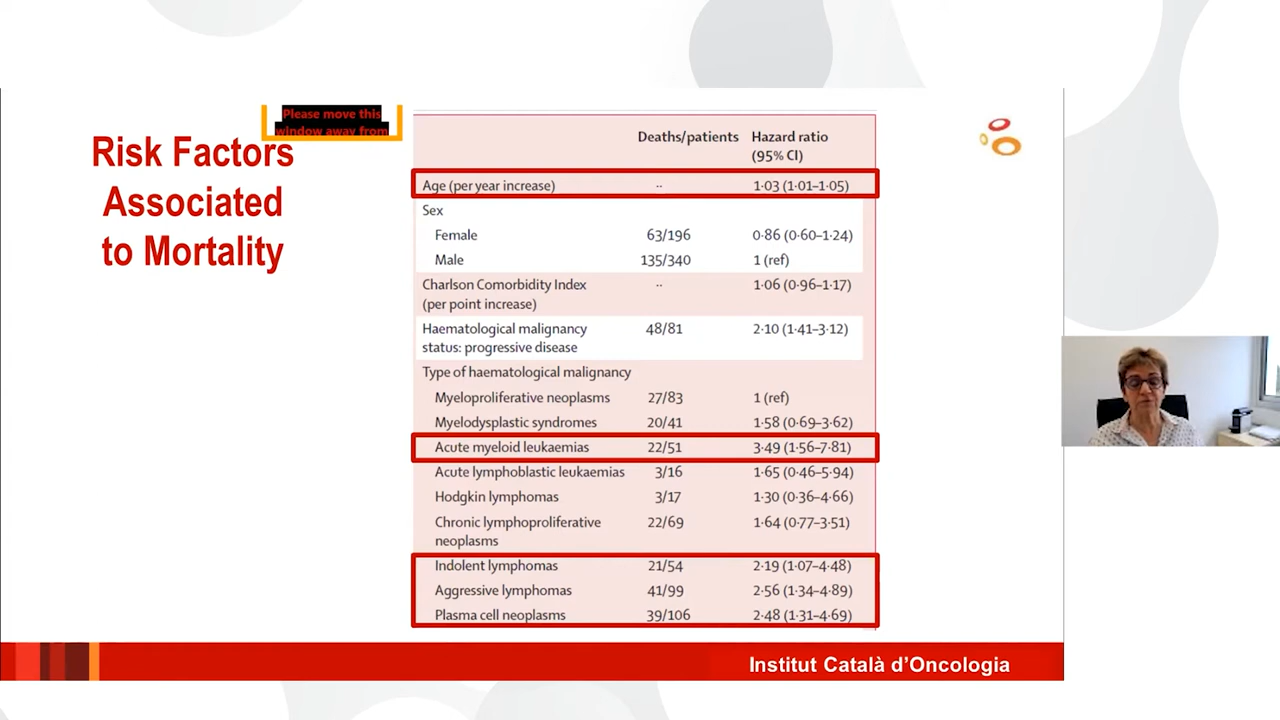 Please move this
window away from
Risk Factors
Associated
to Mortality
Deaths/patients Hazard ratio
(95% CI)
Age (per year increase) ·· 1·03 (1·01–1·05)
Sex
Female 63/196 0·86 (0·60–1·24)
Male 135/340 1 (ref)
Charlson Comorbidity Index ·· 1·06 (0·96–1·17)
(per point increase)
Haematological malignancy 48/81 2·10 (1·41–3·12)
status: progressive disease
Type of haematological malignancy
Myeloproliferative neoplasms 27/83 1 (ref)
Myelodysplastic syndromes 20/41 1·58 (0·69–3·62)
Acute myeloid leukaemias 22/51 3·49 (1·56–7·81)
Acute lymphoblastic leukaemias 3/16 1·65 (0·46–5·94)
Hodgkin lymphomas 3/17 1·30 (0·36–4·66)
Chronic lymphoproliferative 22/69 1·64 (0·77–3·51)
neoplasms
Indolent lymphomas 21/54 2·19 (1·07–4·48)
Aggressive lymphomas 41/99 2·56 (1·34–4·89)
Plasma cell neoplasms 39/106 2·48 (1·31–4·69)
Institut Català d’Oncologia